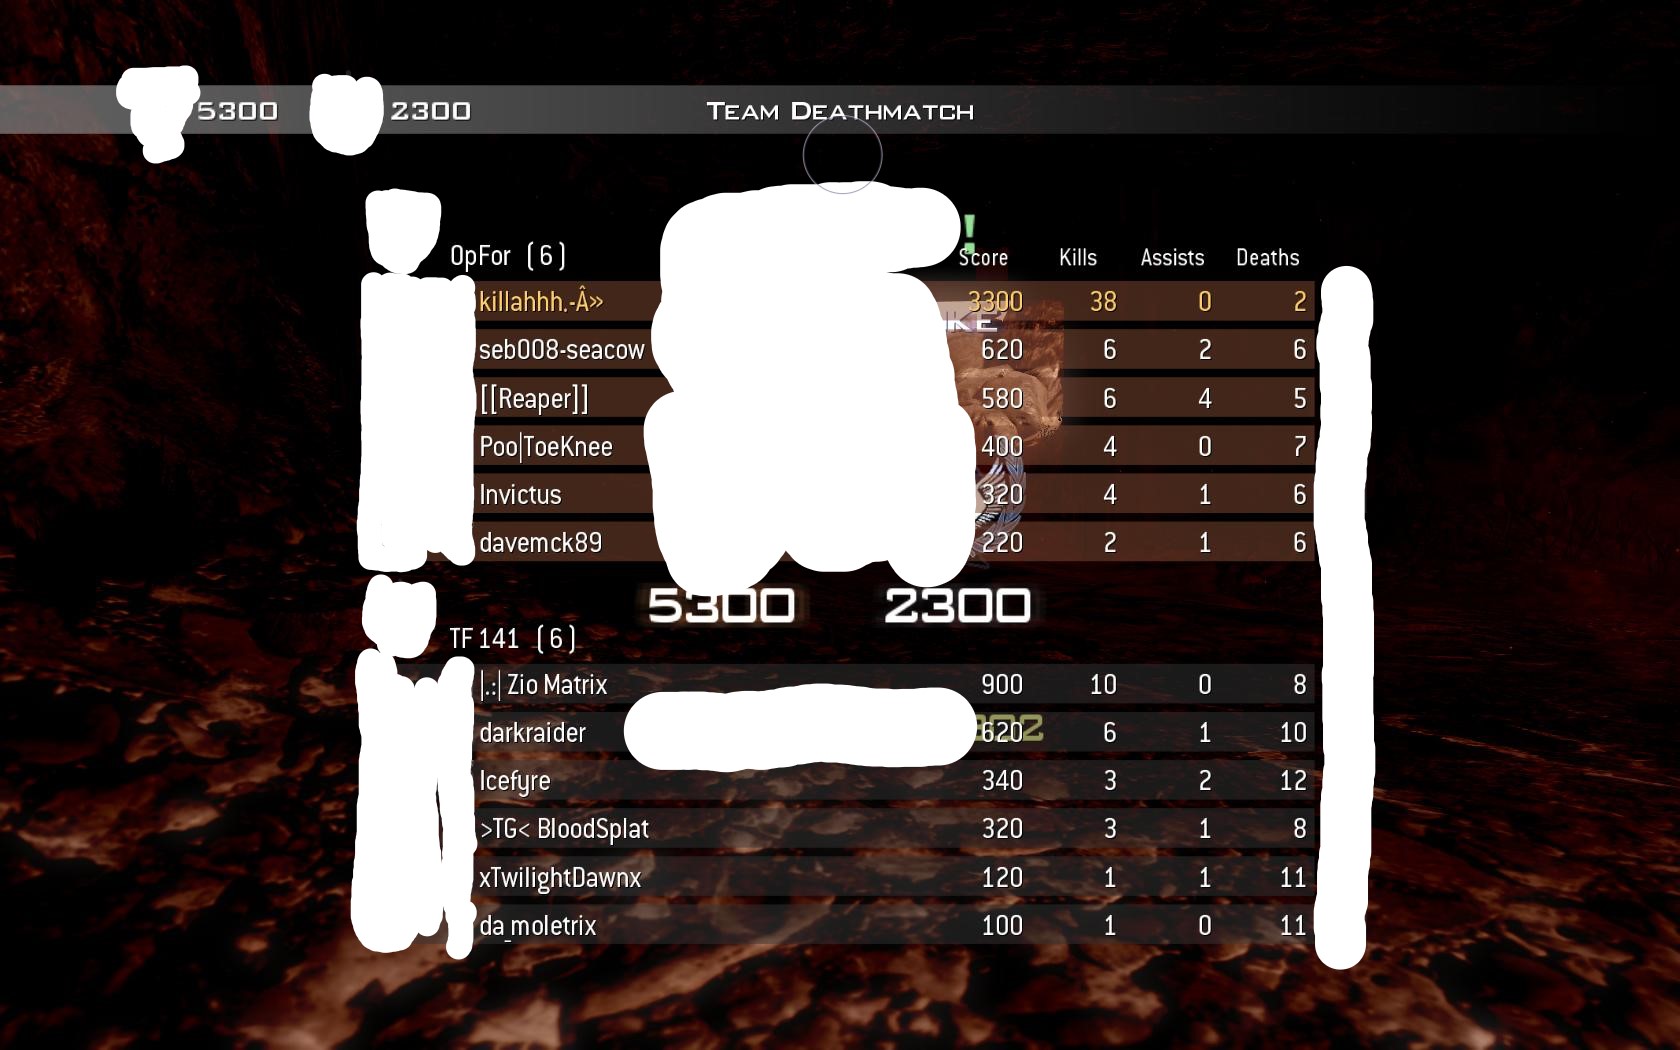 5300 2300 Team Deathmatch
!
OpFor (6) Score Kills Assists Deaths
killahhh.-Â» 3300 38 0 2
seb008-seacow 620 6 2 6
[[Reaper]] 580 6 4 5
Poo|ToeKnee 400 4 0 7
Invictus 320 4 1 6
davemck89 220 2 1 6
5300 2300
TF 141 (6)
|.:| Zio Matrix 900 10 0 8
darkraider 620 6 1 10
Icefyre 340 3 2 12
>TG< BloodSplat 320 3 1 8
xTwilightDawnx 120 1 1 11
da_moletrix 100 1 0 11